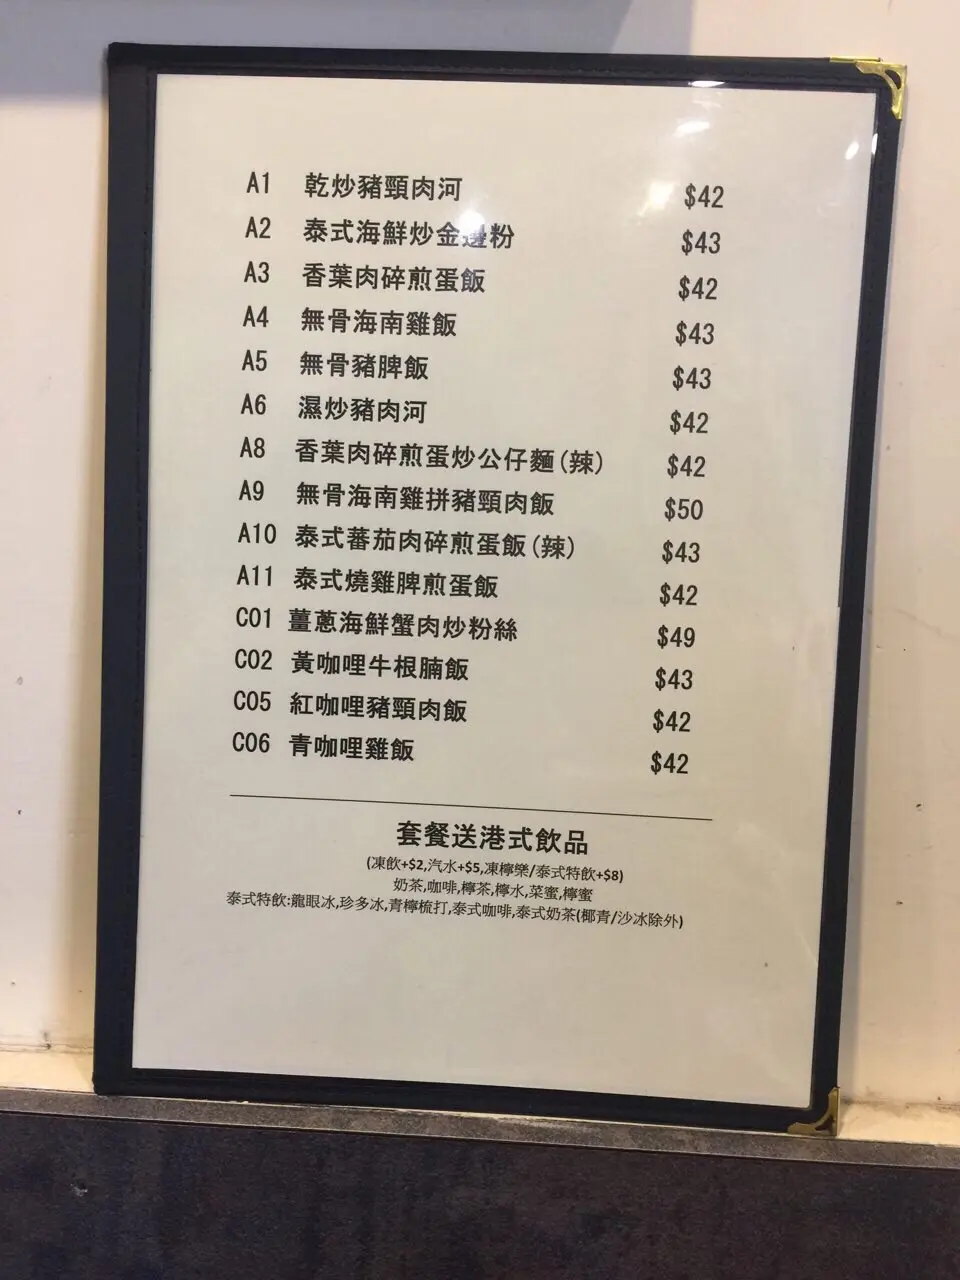 A1 乾炒豬頸肉河 $42
A2 泰式海鮮炒金邊粉 $43
A3 香葉肉碎煎蛋飯 $42
A4 無骨海南雞飯 $43
A5 無骨豬脾飯 $43
A6 濕炒豬肉河 $42
A8 香葉肉碎煎蛋炒公仔麵(辣) $42
A9 無骨海南雞拼豬頸肉飯 $50
A10 泰式蕃茄肉碎煎蛋飯(辣) $43
A11 泰式燒雞脾煎蛋飯 $42
C01 薑蔥海鮮蟹肉炒粉絲 $49
C02 黃咖哩牛根腩飯 $43
C05 紅咖哩豬頸肉飯 $42
C06 青咖哩雞飯 $42
套餐送港式飲品
(凍飲+$2,汽水+$5,凍檸樂/泰式特飲+$8)
奶茶,咖啡,檸茶,檸水,菜蜜,檸蜜
泰式特飲:龍眼冰,珍多冰,青檸梳打,泰式咖啡,泰式奶茶(椰青/沙冰除外)